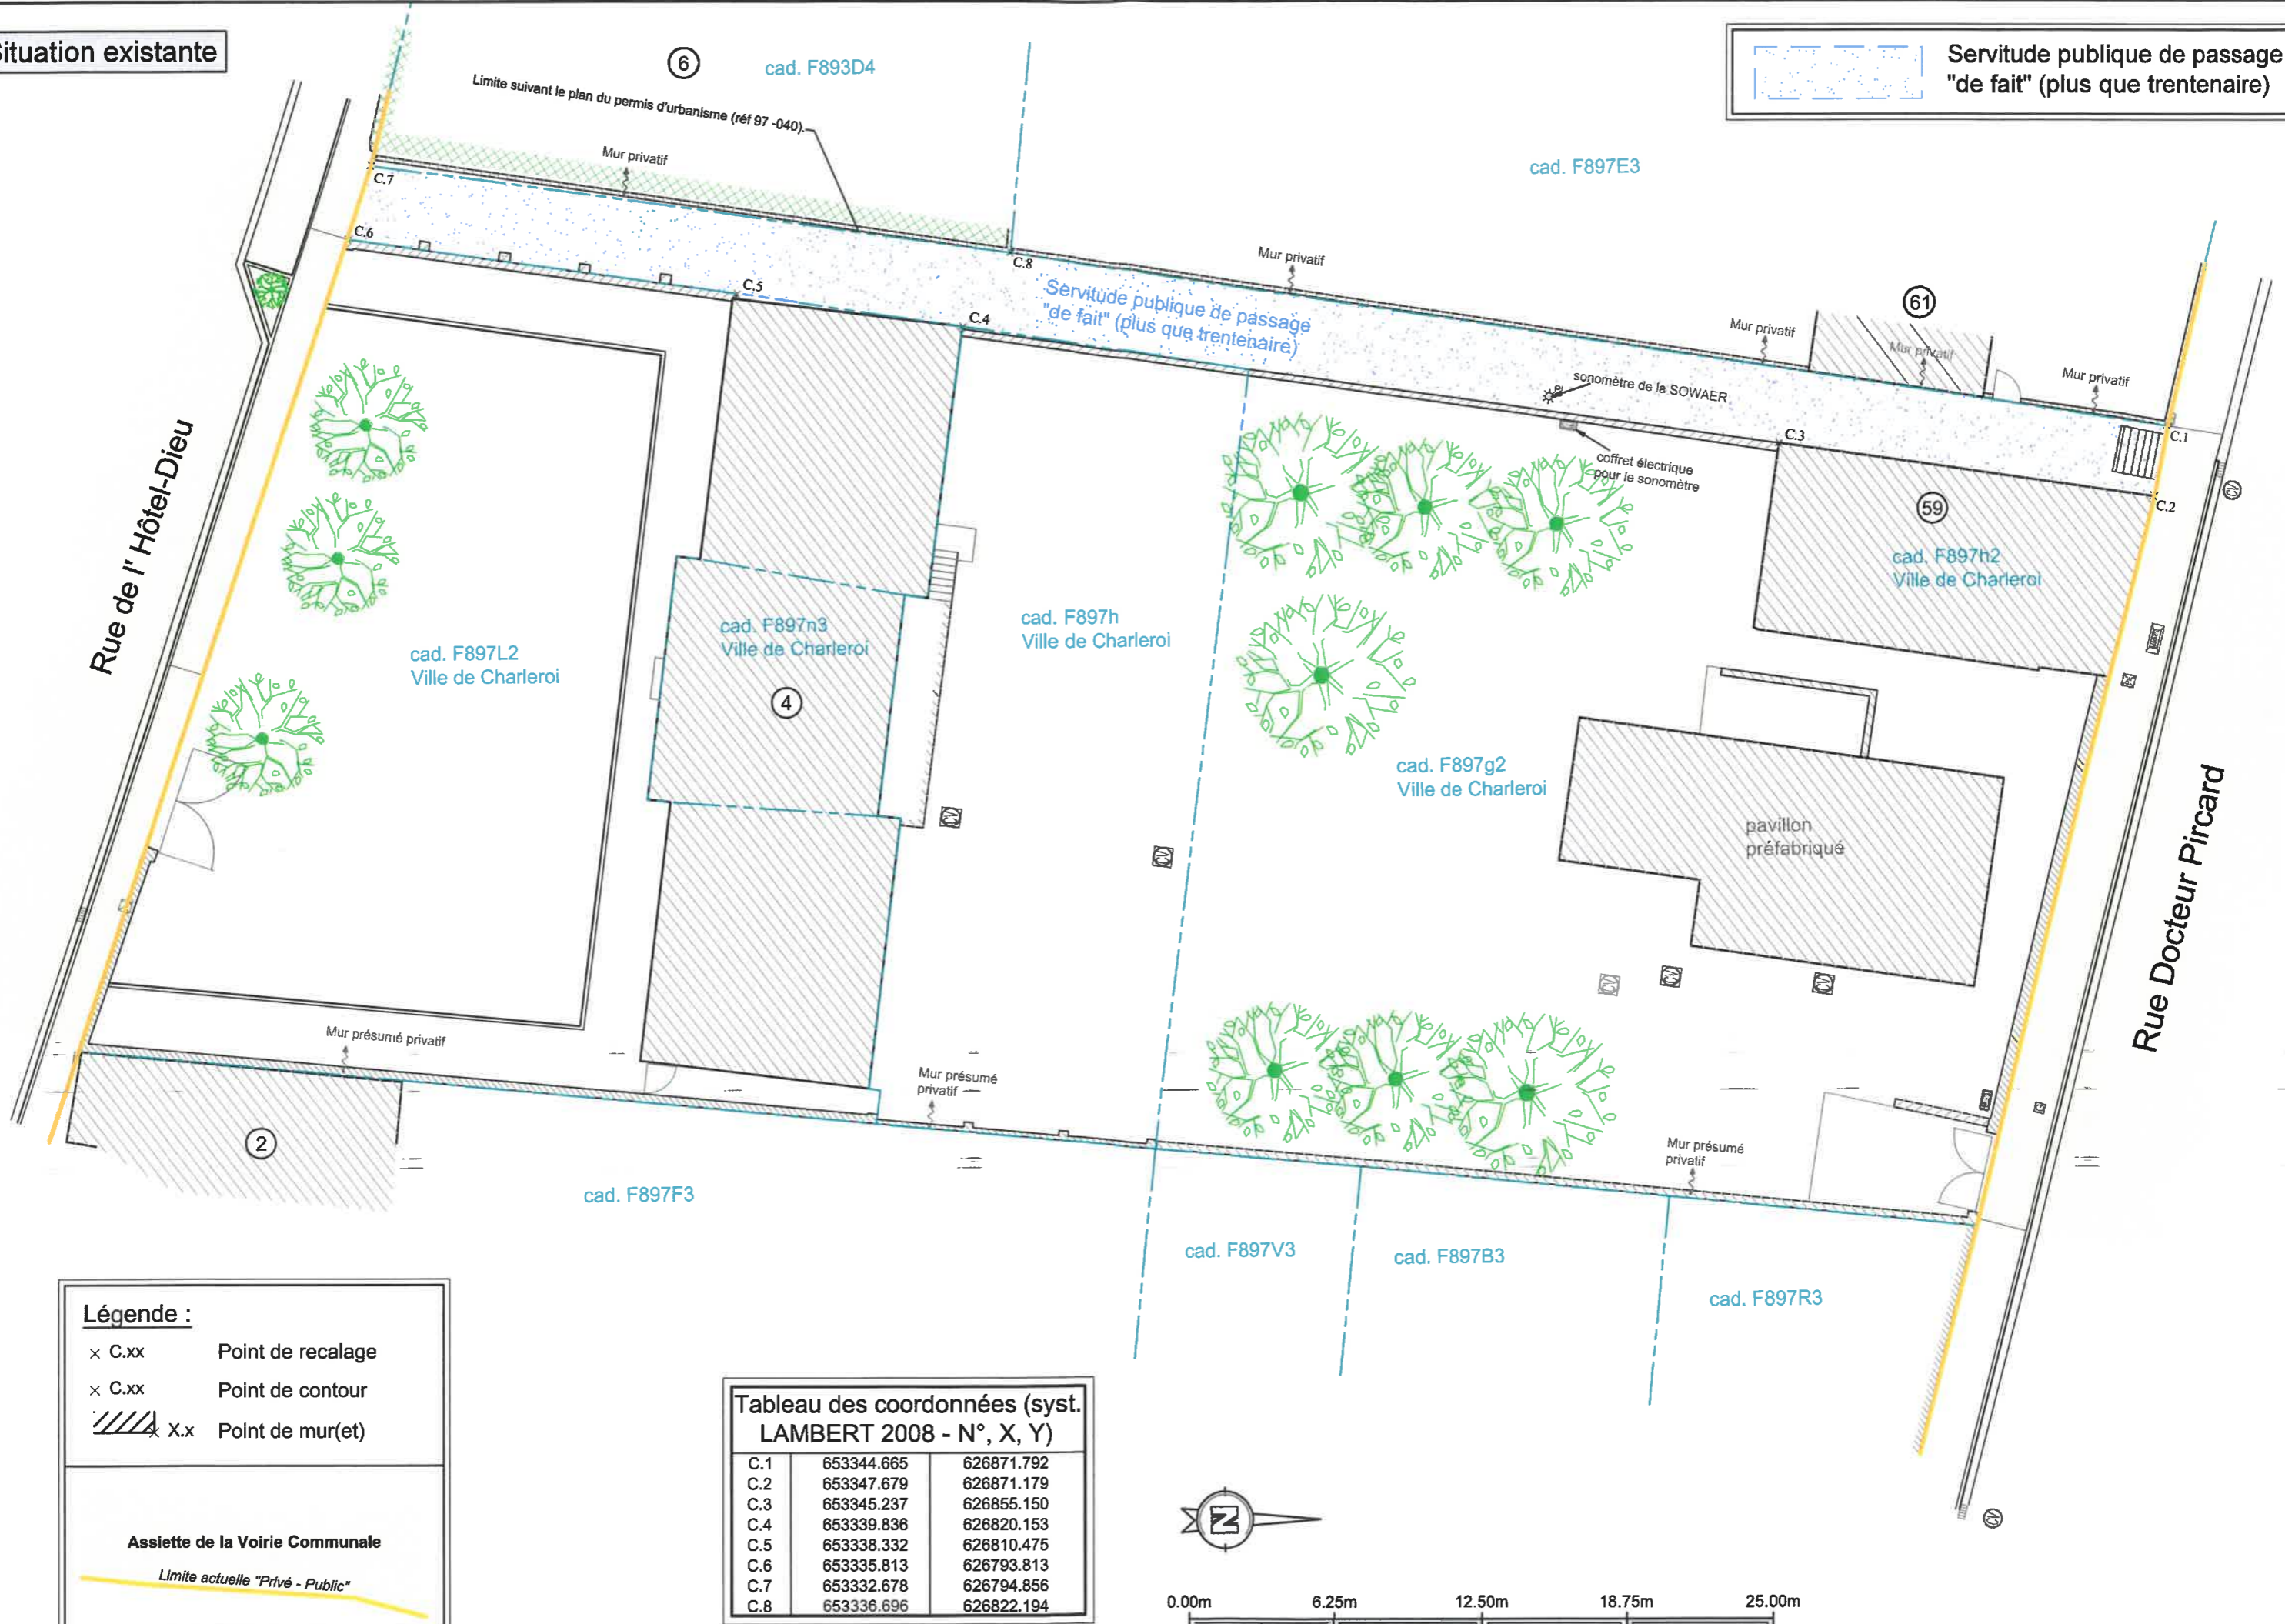 Situation existante
6
cad. F893D4
Limite suivant le plan du permis d'urbanisme (réf 97 -040).
Servitude publique de passage
"de fait" (plus que trentenaire)
cad. F897E3
Mur privatif
C.7
C.6
C.5
C.8
C.4
Mur privatif
Servitude publique de passage
"de fait" (plus que trentenaire)
Mur privatif
61
Mur privatif
Mur privatif
sonomètre de la SOWAER
C.3
coffret électrique
pour le sonomètre
C.1
C.2
59
cad. F897h2
Ville de Charleroi
CV
Rue de l' Hôtel-Dieu
cad. F897L2
Ville de Charleroi
cad. F897n3
Ville de Charleroi
4
cad. F897h
Ville de Charleroi
cad. F897g2
Ville de Charleroi
pavillon
préfabriqué
CV
CV
CV
CV
CV
Rue Docteur Pircard
Mur présumé privatif
Mur présumé
privatif
Mur présumé
privatif
2
cad. F897F3
cad. F897V3
cad. F897B3
cad. F897R3
CV
Légende :
× C.xx Point de recalage
× C.xx Point de contour
X.x Point de mur(et)
Assiette de la Voirie Communale
Limite actuelle "Privé - Public"
Tableau des coordonnées (syst.
LAMBERT 2008 - N°, X, Y)
C.1 653344.665 626871.792
C.2 653347.679 626871.179
C.3 653345.237 626855.150
C.4 653339.836 626820.153
C.5 653338.332 626810.475
C.6 653335.813 626793.813
C.7 653332.678 626794.856
C.8 653336.696 626822.194
N
0.00m 6.25m 12.50m 18.75m 25.00m